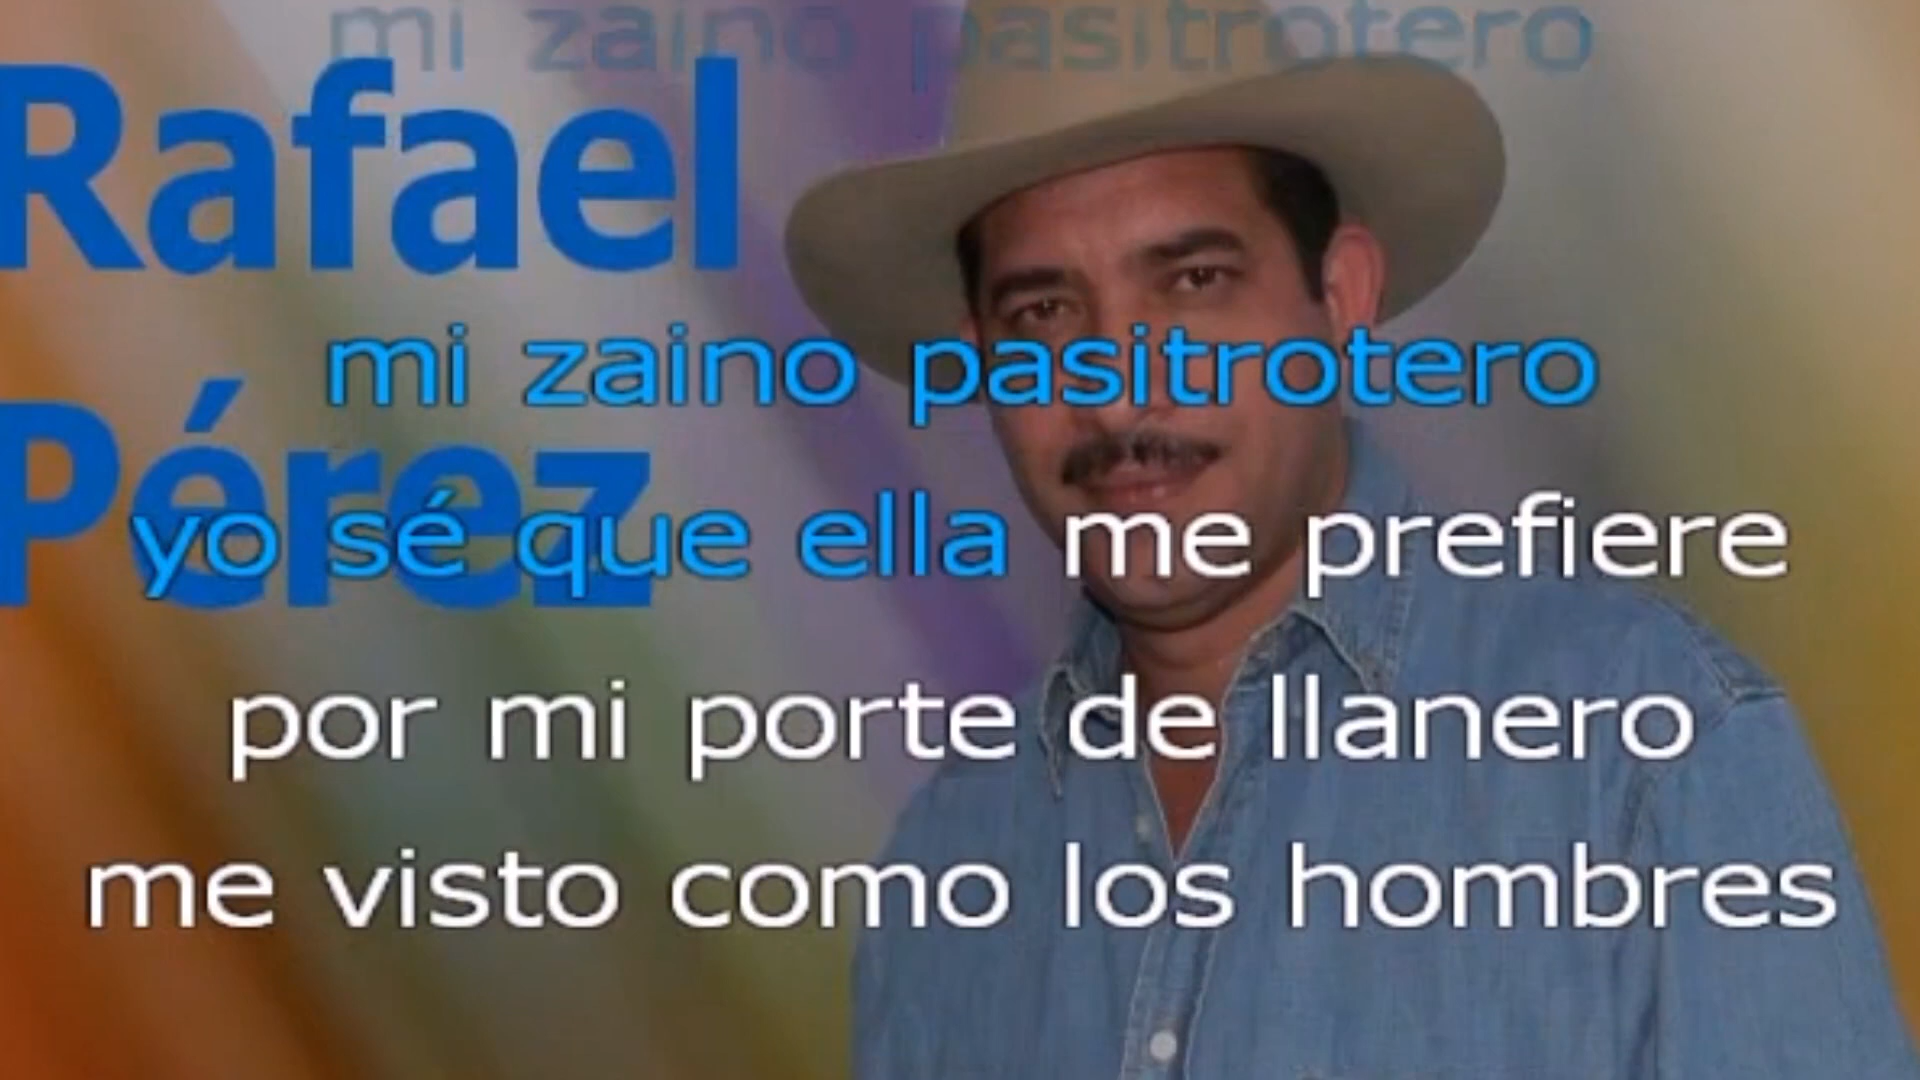 mi zaino pasitrotero
Rafael
Pérez
mi zaino pasitrotero
yo sé que ella me prefiere
por mi porte de llanero
me visto como los hombres